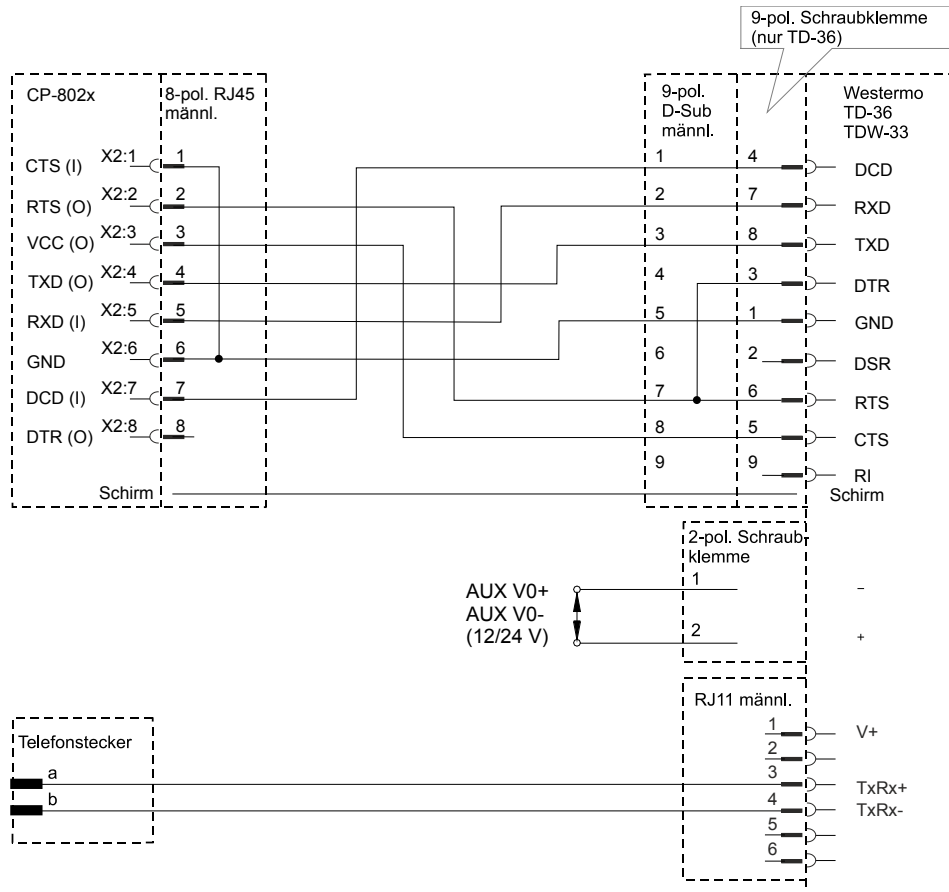 9-pol. Schraubklemme
(nur TD-36)
CP-802x
8-pol. RJ45
männl.
9-pol.
D-Sub
männl.
Westermo
TD-36
TDW-33
CTS (I) X2:1 1
1 4 DCD
RTS (O) X2:2 2
2 7 RXD
VCC (O) X2:3 3
3 8 TXD
TXD (O) X2:4 4
4 3 DTR
RXD (I) X2:5 5
5 1 GND
GND X2:6 6
6 2 DSR
DCD (I) X2:7 7
7 6 RTS
DTR (O) X2:8 8
8 5 CTS
9 9 RI
Schirm
Schirm
2-pol. Schraub-
klemme
AUX V0+
AUX V0-
(12/24 V)
1 -
2 +
RJ11 männl.
Telefonstecker
a
b
1 V+
2
3 TxRx+
4 TxRx-
5
6